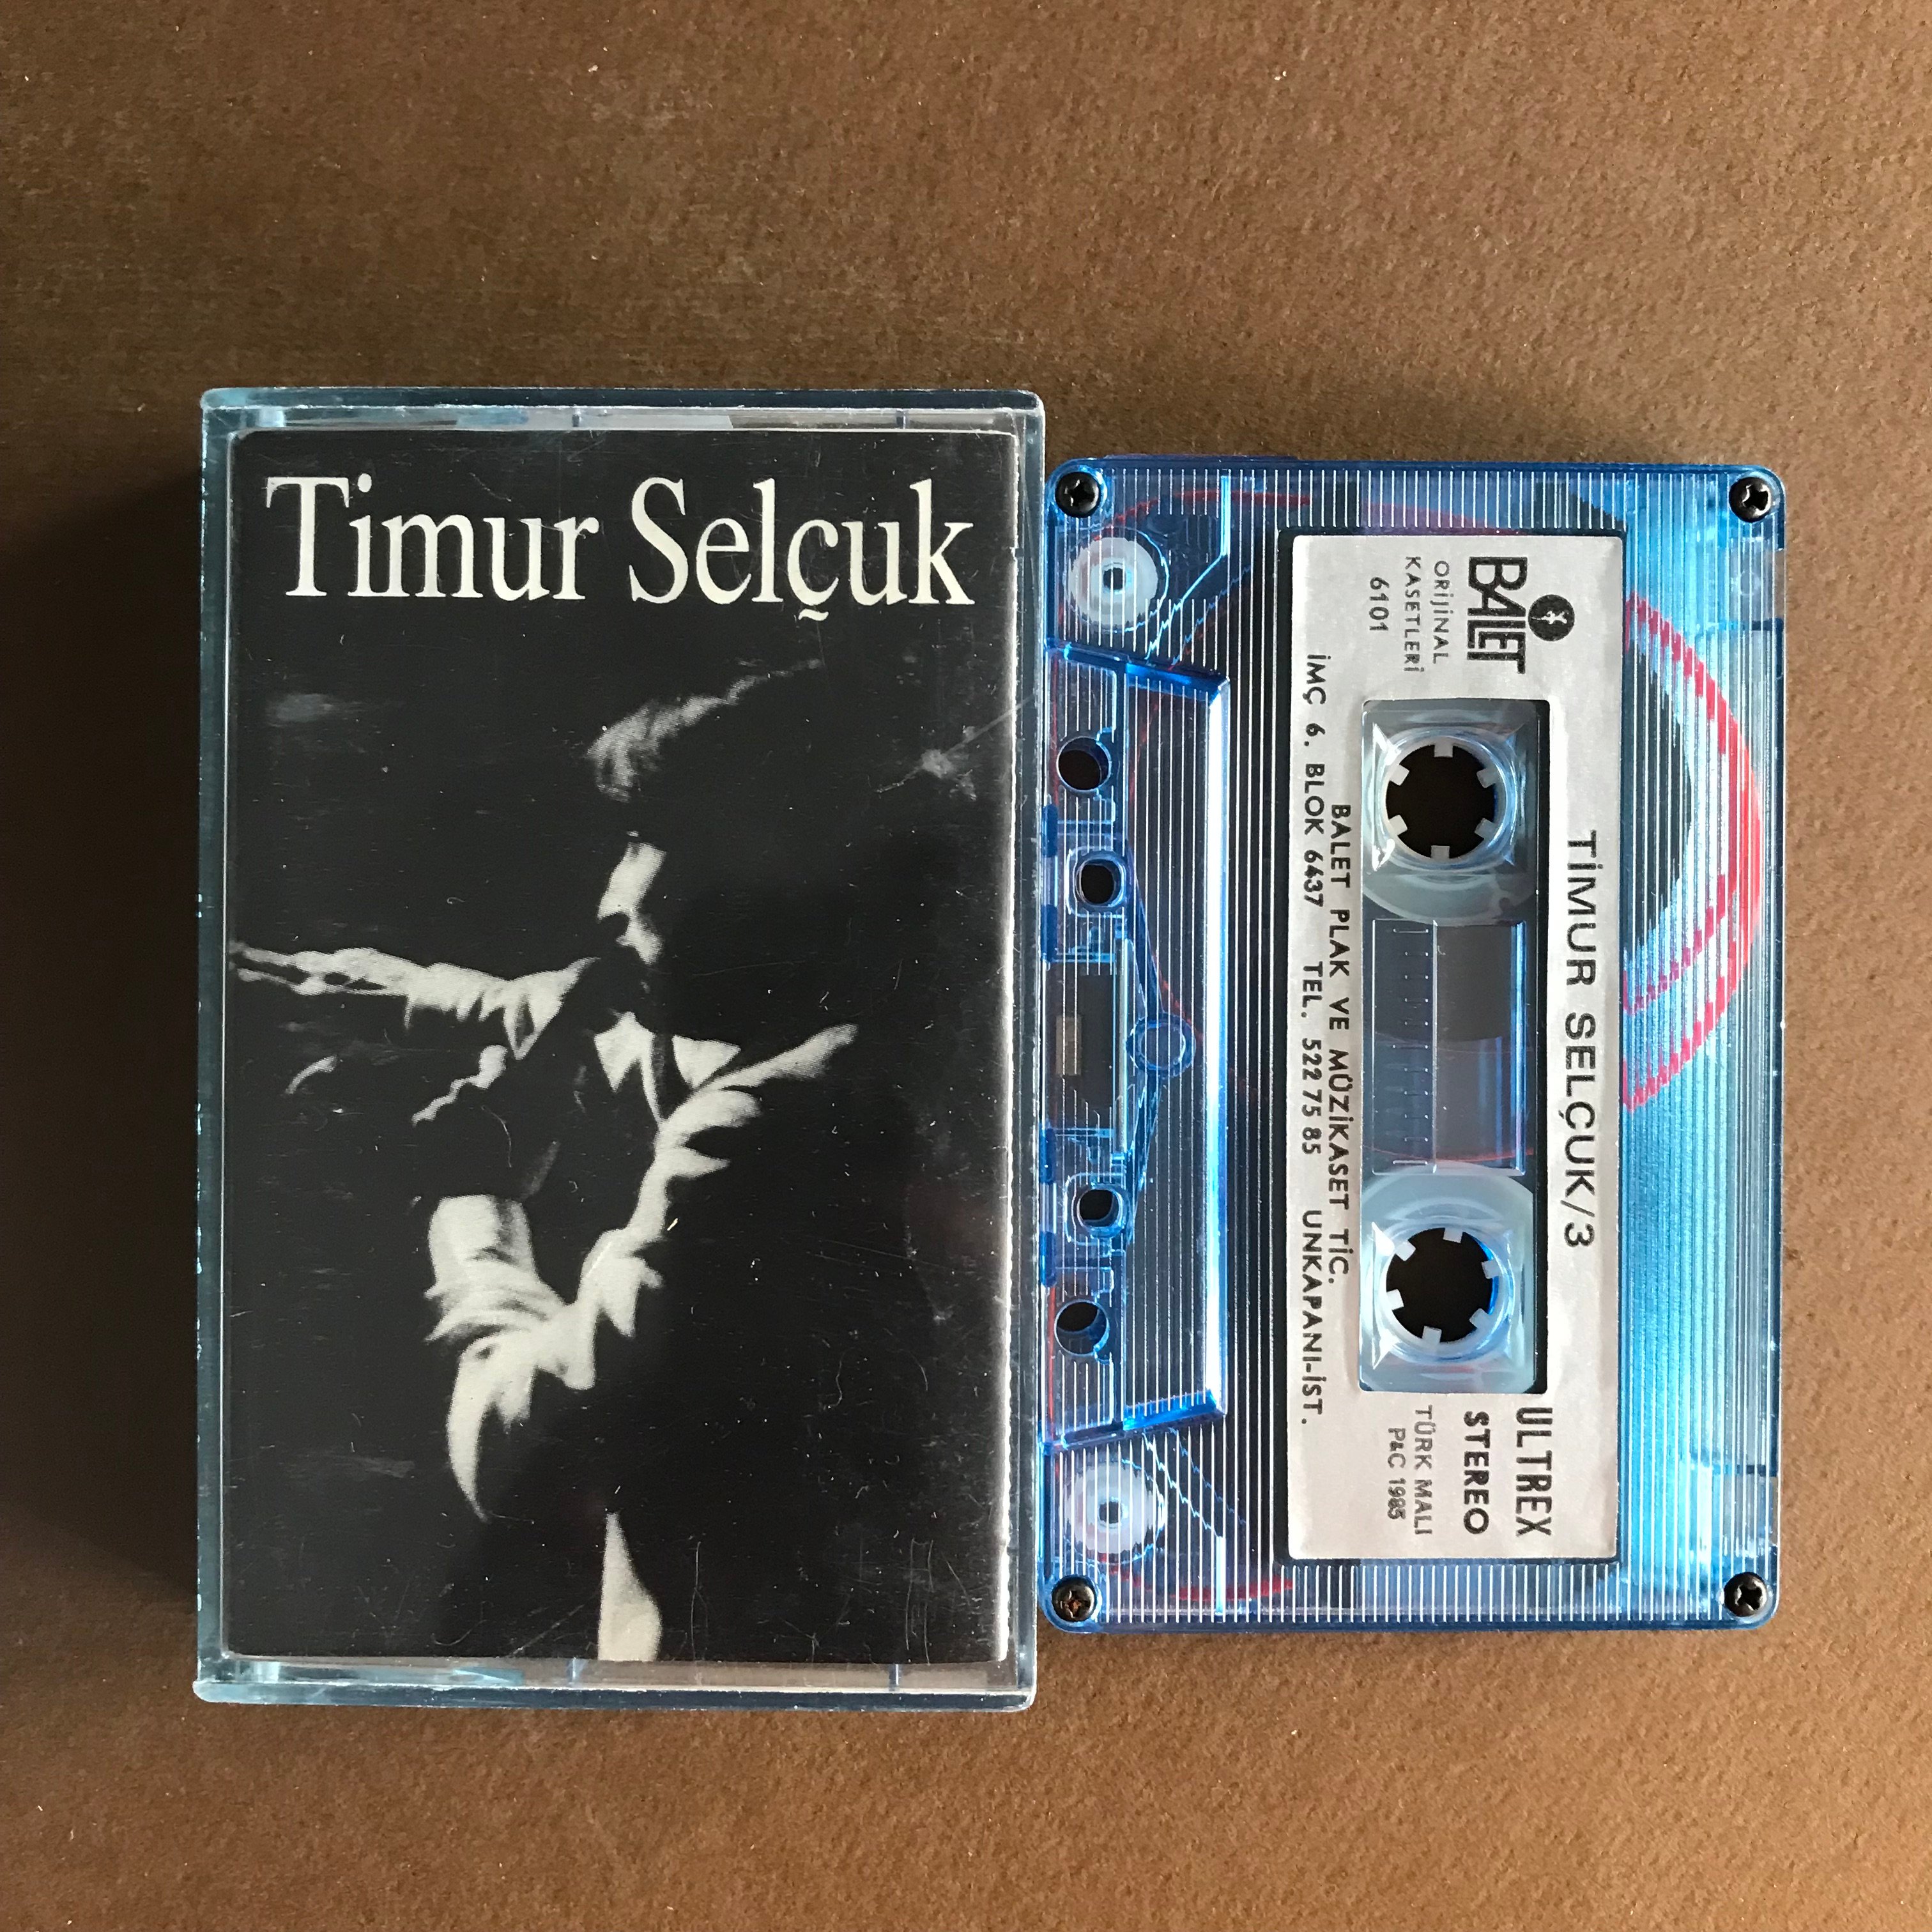 Timur Selçuk
TİMUR SELÇUK/3
BALET
ORİJİNAL
KASETLERİ
6101
ULTREX
STEREO
TÜRK MALI
P&C 1985
BALET PLAK VE MÜZİKASET TİC.
İMÇ 6. BLOK 6437 TEL. 522 75 85 UNKAPANI-İST.